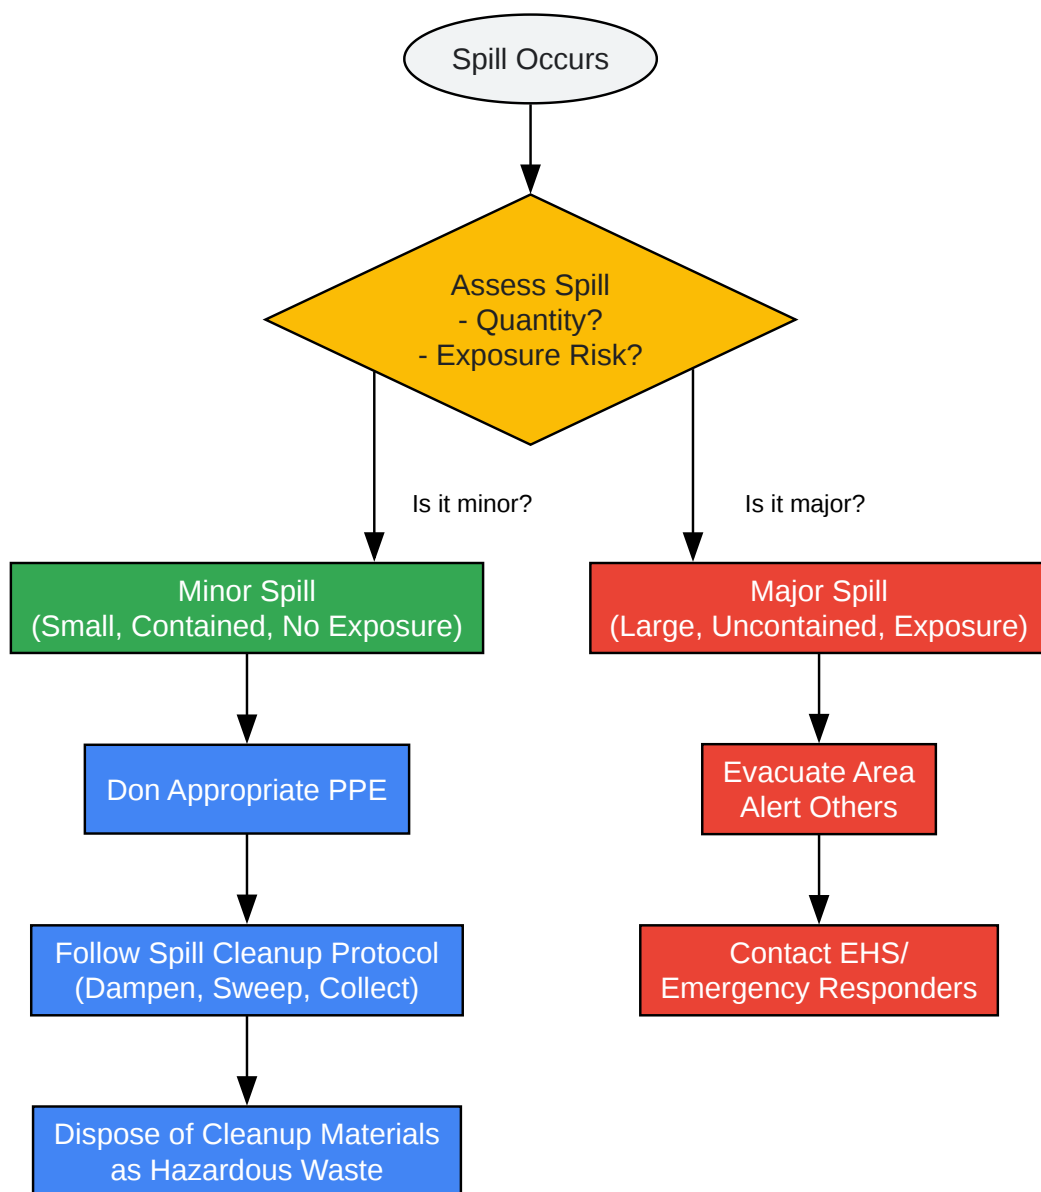 Spill Occurs
Assess Spill
- Quantity?
- Exposure Risk?
Is it minor?
Is it major?
Minor Spill
(Small, Contained, No Exposure)
Major Spill
(Large, Uncontained, Exposure)
Don Appropriate PPE
Evacuate Area
Alert Others
Follow Spill Cleanup Protocol
(Dampen, Sweep, Collect)
Contact EHS/
Emergency Responders
Dispose of Cleanup Materials
as Hazardous Waste